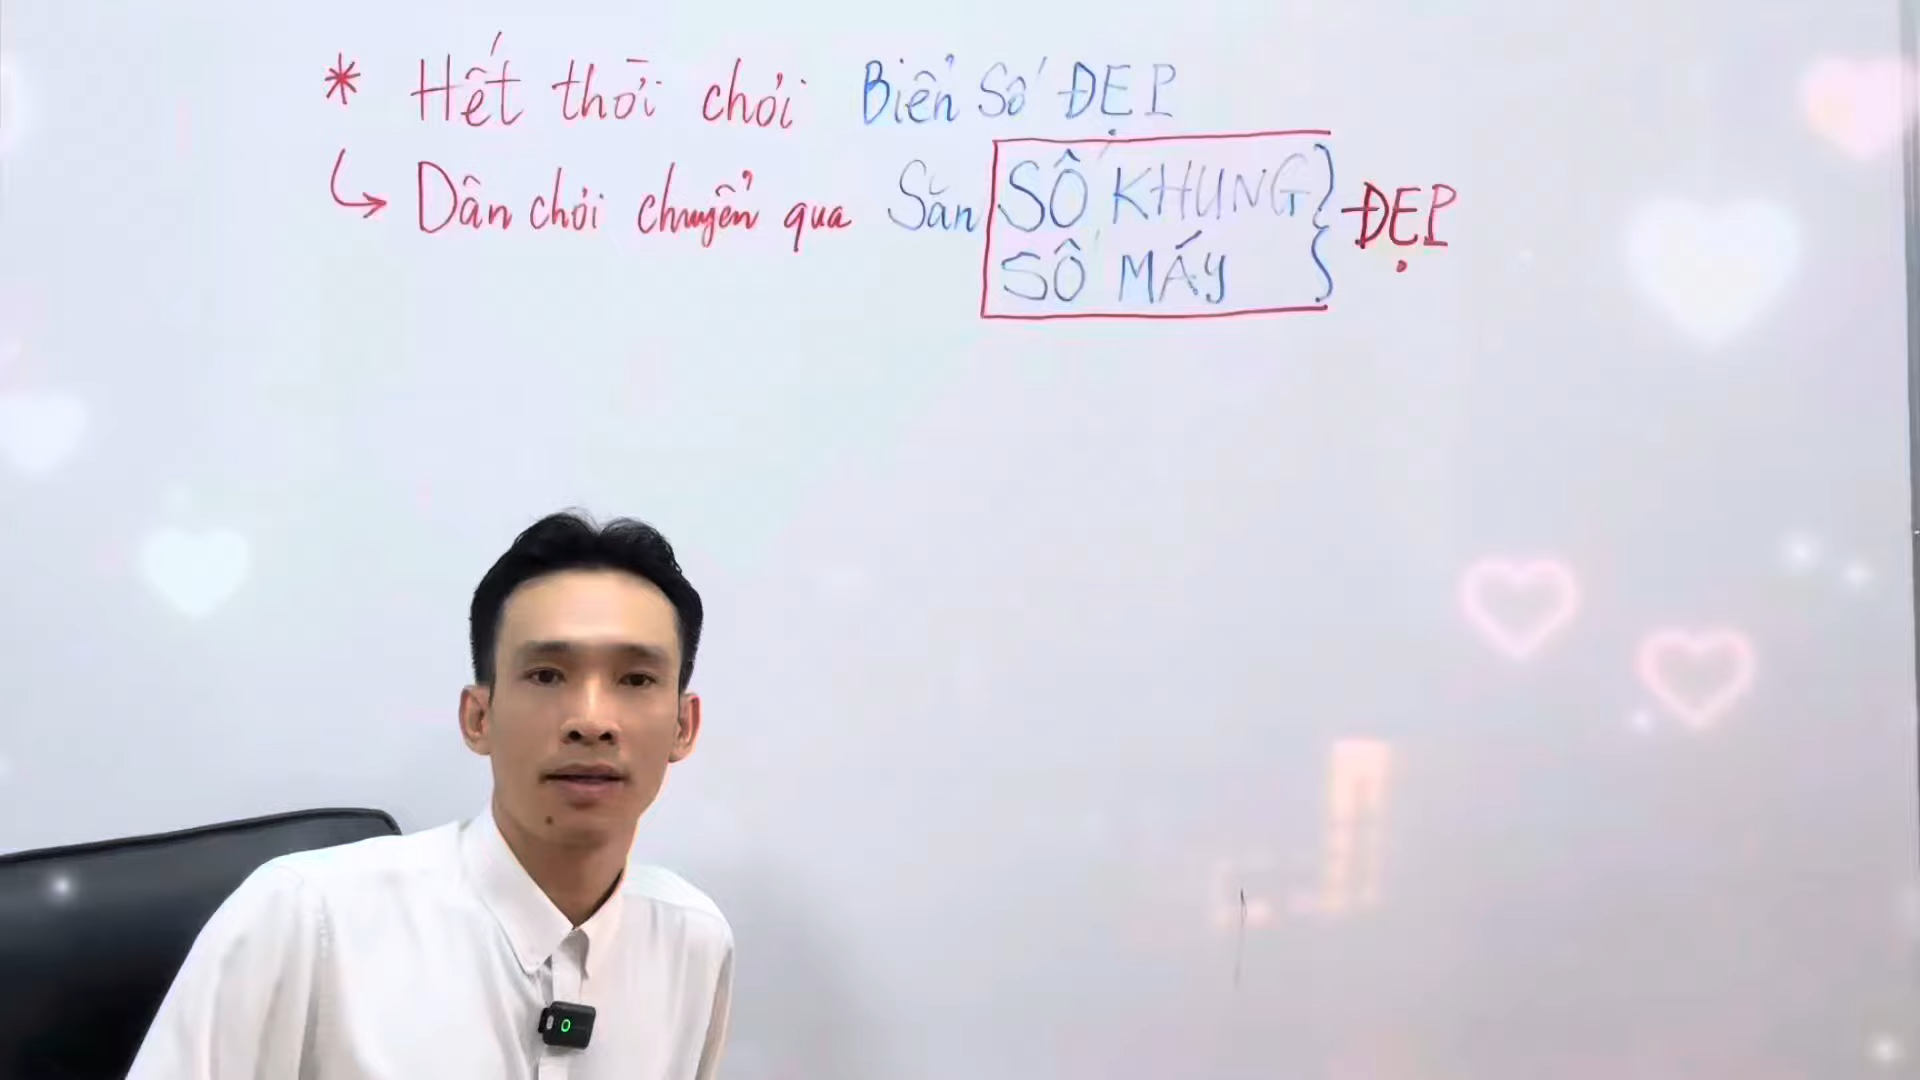 * Hết thời chơi Biển Số ĐẸP
↳ Dân chơi chuyển qua Săn SỐ KHUNG } ĐẸP
SỐ MÁY